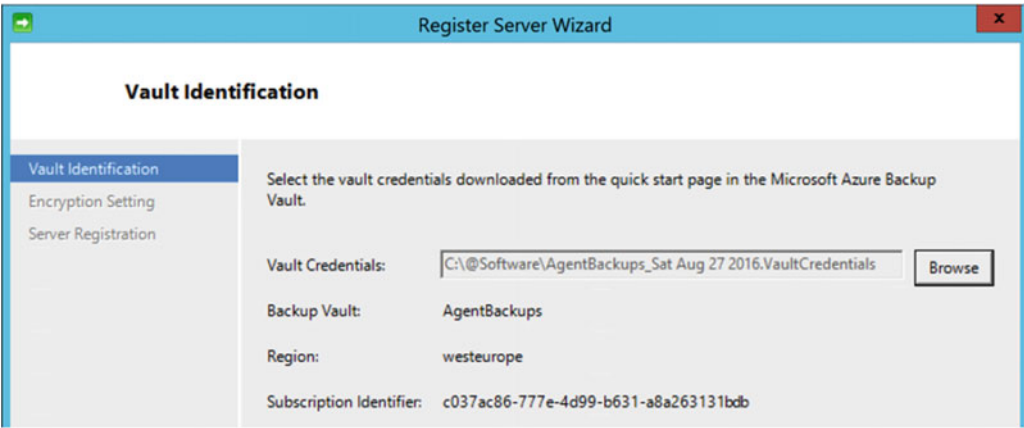 Register Server Wizard
x
Vault Identification
Vault Identification
Encryption Setting
Server Registration
Select the vault credentials downloaded from the quick start page in the Microsoft Azure Backup
Vault.
Vault Credentials: C:\@Software\AgentBackups_Sat Aug 27 2016.VaultCredentials Browse
Backup Vault: AgentBackups
Region: westeurope
Subscription Identifier: c037ac86-777e-4d99-b631-a8a263131bdb